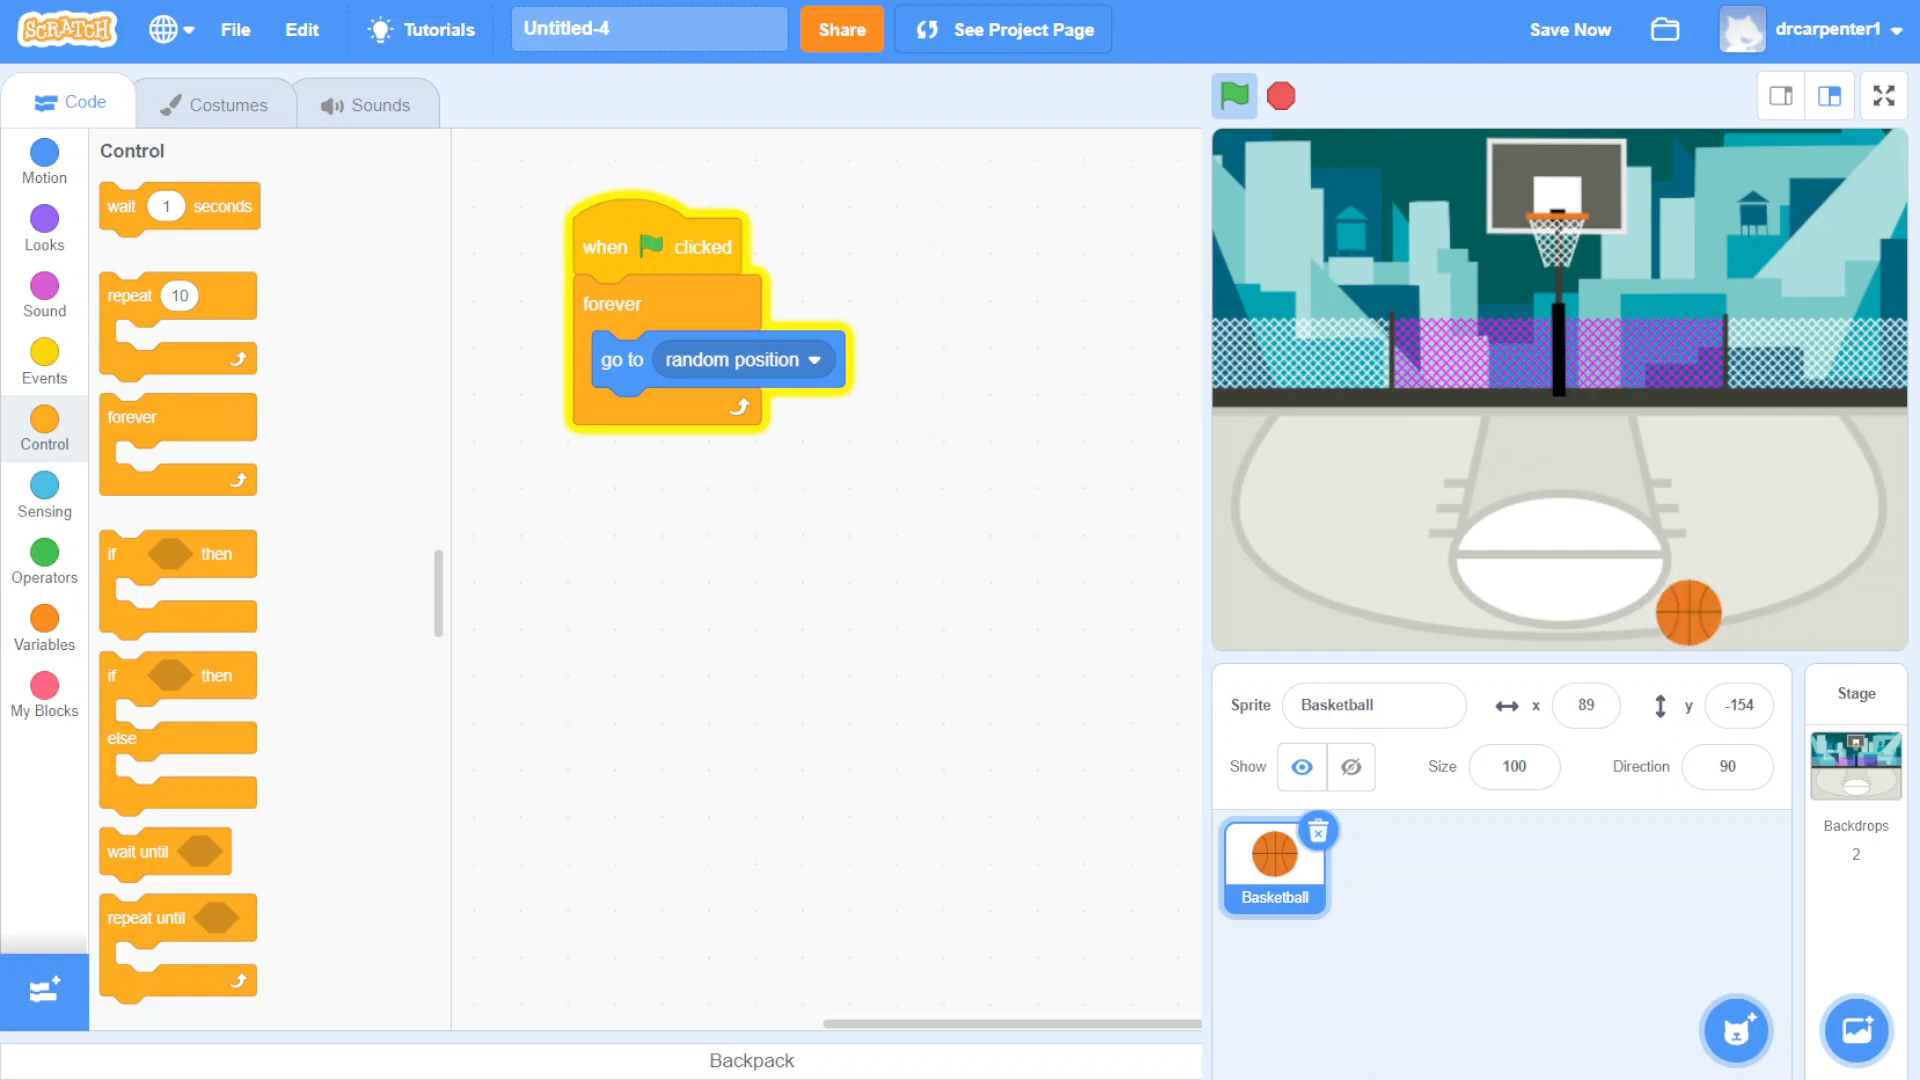 SCRATCH File Edit Tutorials Untitled-4 Share See Project Page Save Now drcarpenter1
Code Costumes Sounds
Motion
Looks
Sound
Events
Control
Sensing
Operators
Variables
My Blocks
Control
wait 1 seconds
repeat 10
forever
if then
if then
else
wait until
repeat until
when clicked
forever
go to random position
Backpack
Sprite Basketball x 89 y -154
Show Size 100 Direction 90
Basketball
Stage
Backdrops
2